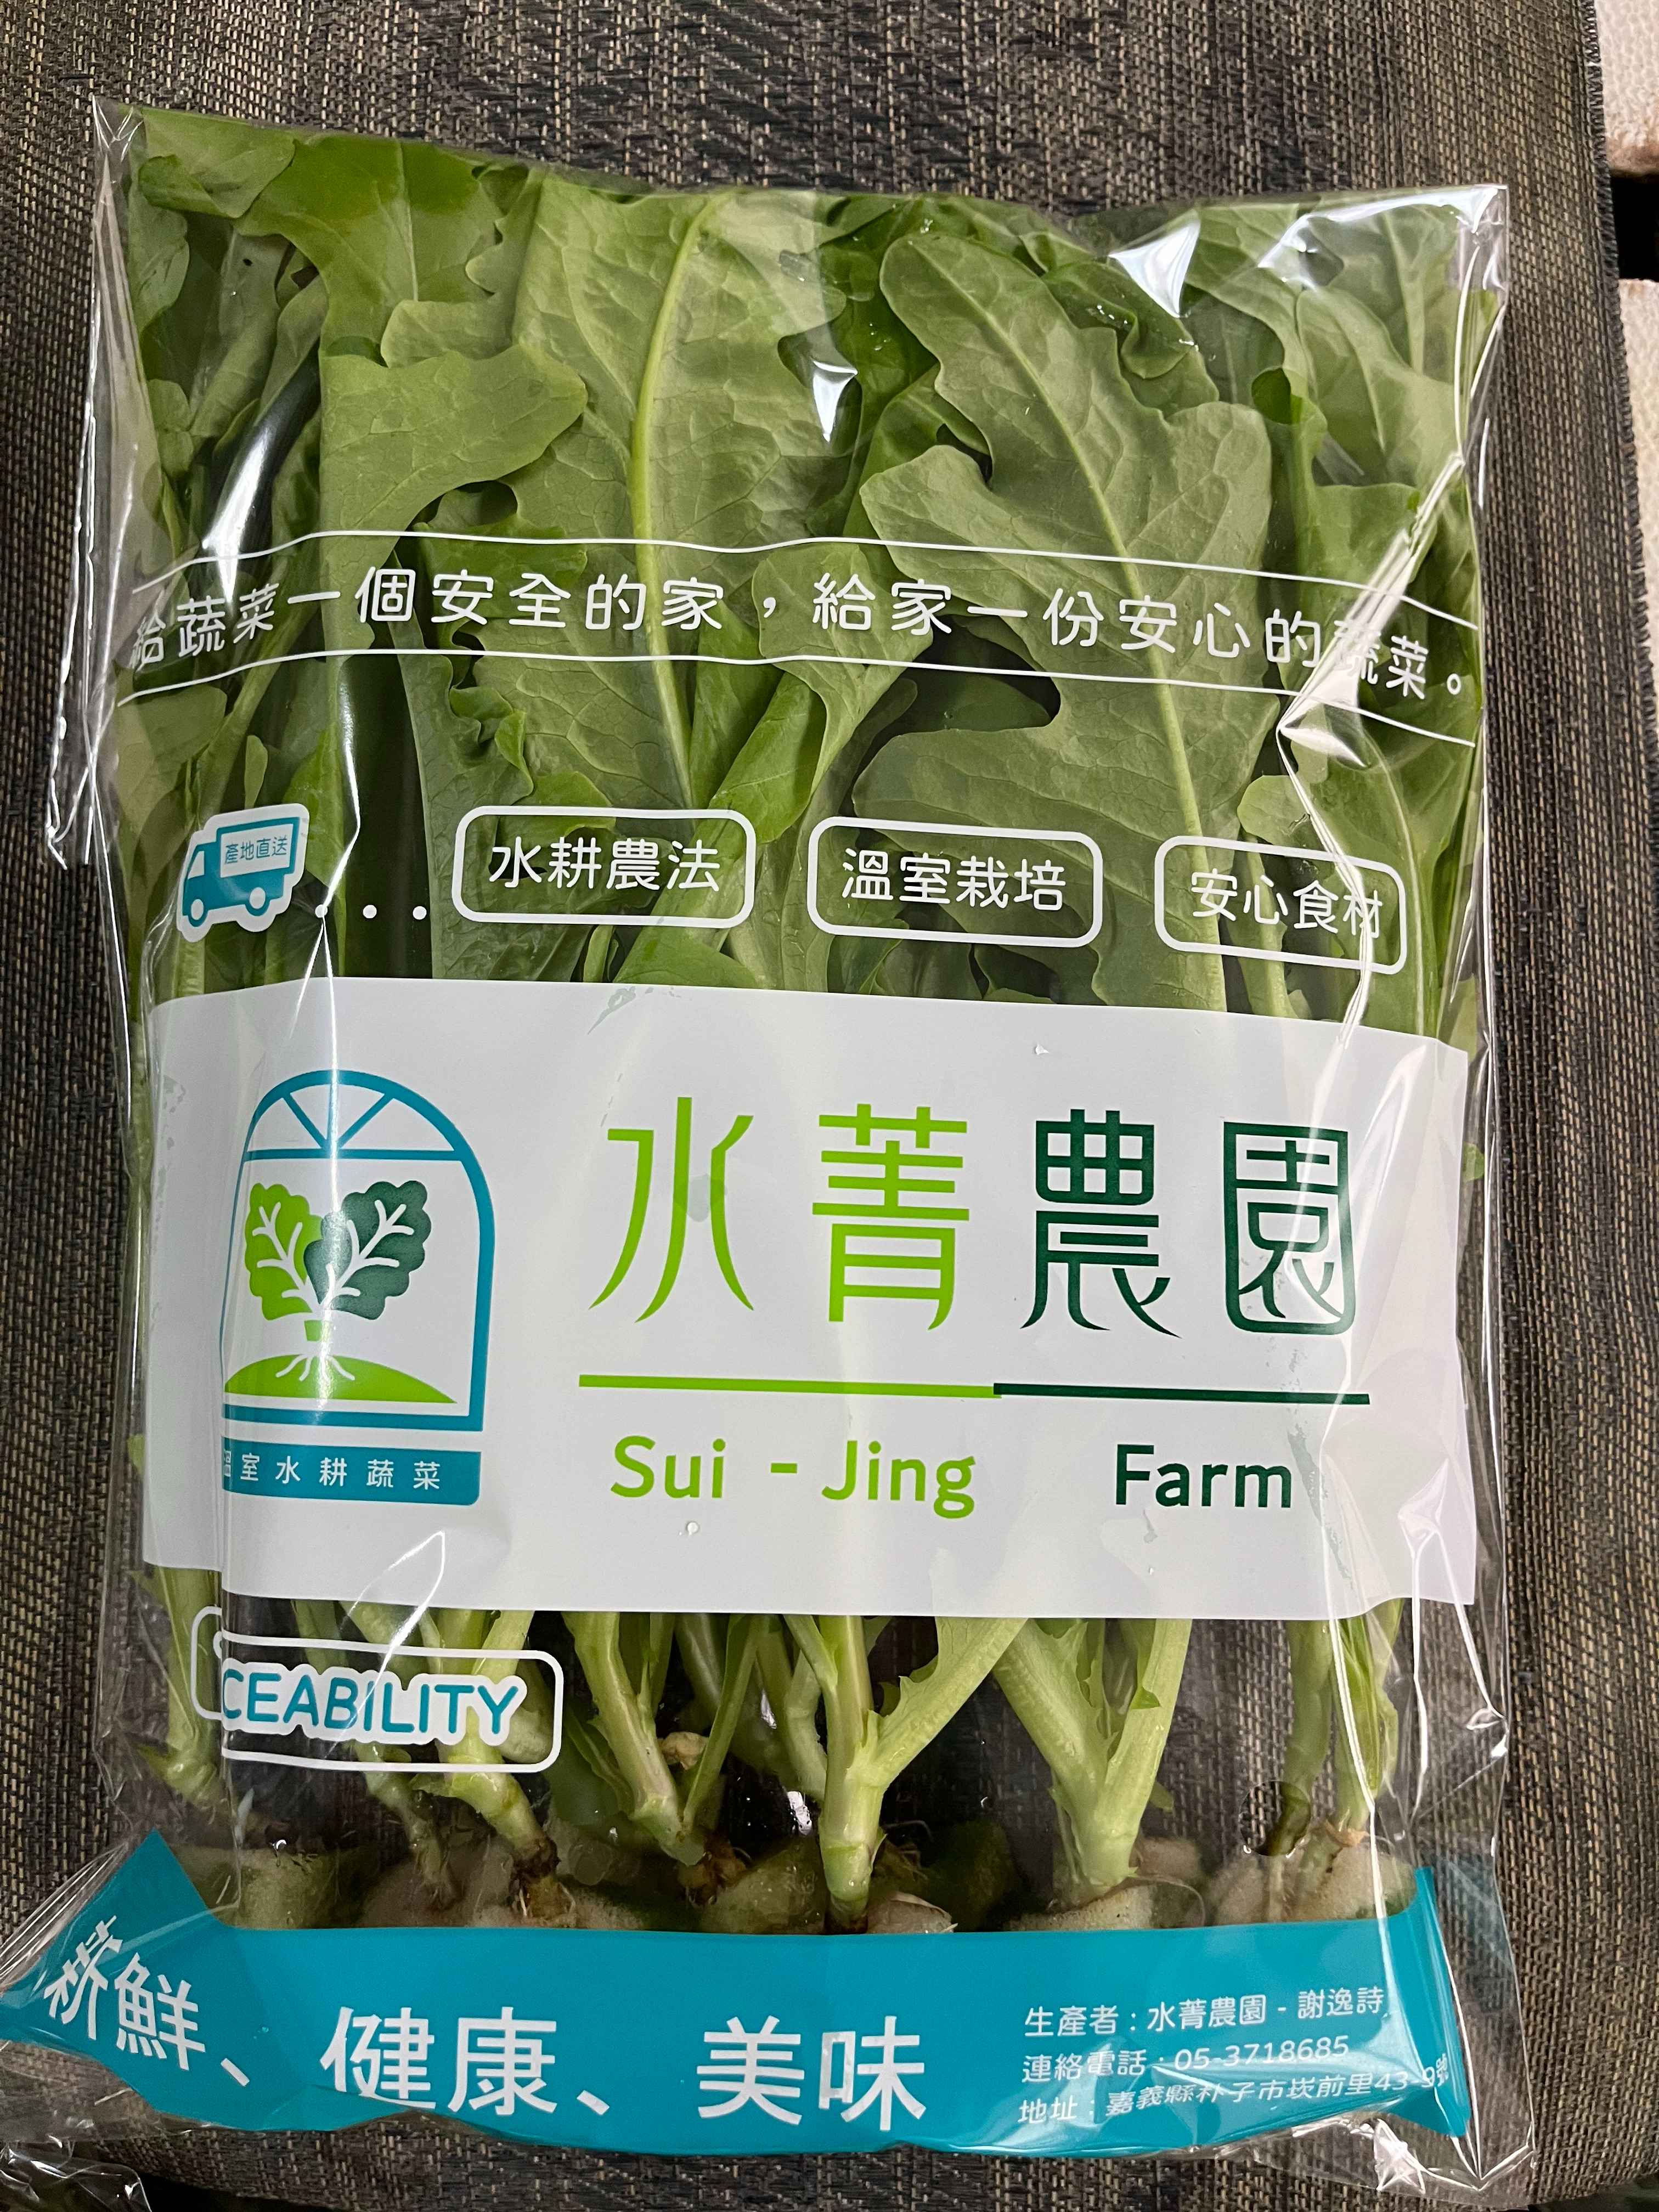 給蔬菜一個安全的家，給家一份安心的蔬菜。
產地直送
水耕農法
溫室栽培
安心食材
水菁農園
Sui - Jing Farm
溫室水耕蔬菜
CEABILITY
新鮮、健康、美味
生產者：水菁農園 - 謝逸詩
連絡電話：05-3718685
地址：嘉義縣朴子市崁前里43-9號